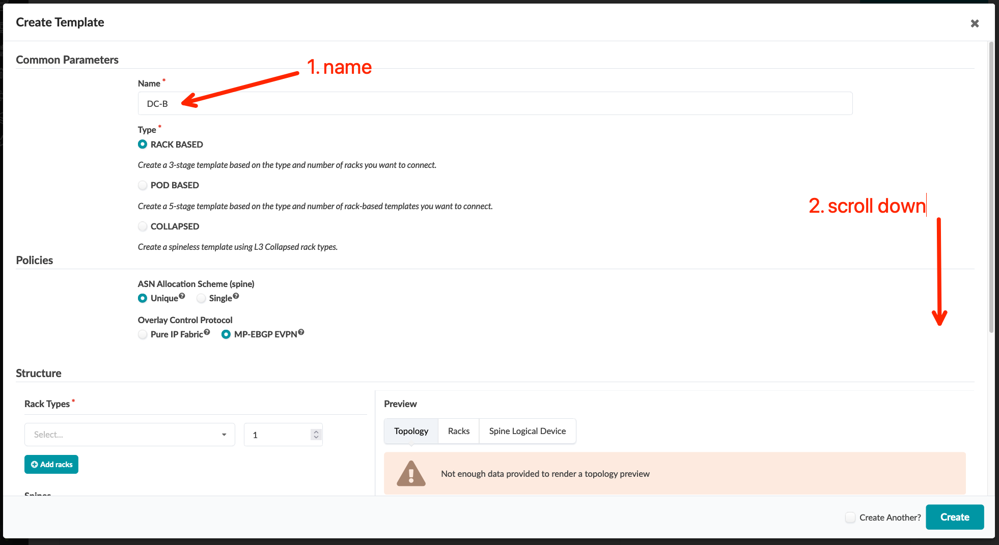 Create Template
Common Parameters
1. name
Name *
DC-B
Type *
RACK BASED
Create a 3-stage template based on the type and number of racks you want to connect.
POD BASED
Create a 5-stage template based on the type and number of rack-based templates you want to connect.
2. scroll down
COLLAPSED
Create a spineless template using L3 Collapsed rack types.
Policies
ASN Allocation Scheme (spine)
Unique ? Single ?
Overlay Control Protocol
Pure IP Fabric ? MP-EBGP EVPN ?
Structure
Rack Types *
Select... 1
Add racks
Spines
Preview
Topology Racks Spine Logical Device
Not enough data provided to render a topology preview
Create Another? Create